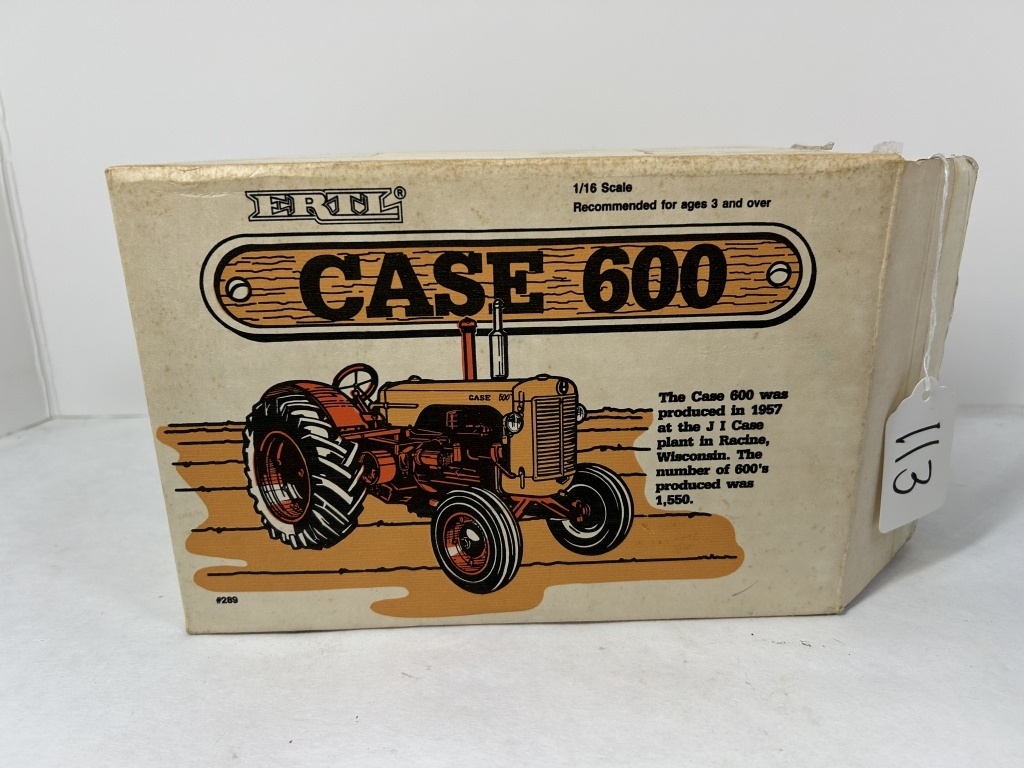 ERTL®
1/16 Scale
Recommended for ages 3 and over
CASE 600
CASE 600
The Case 600 was
produced in 1957
at the J I Case
plant in Racine,
Wisconsin. The
number of 600's
produced was
1,550.
#289
113